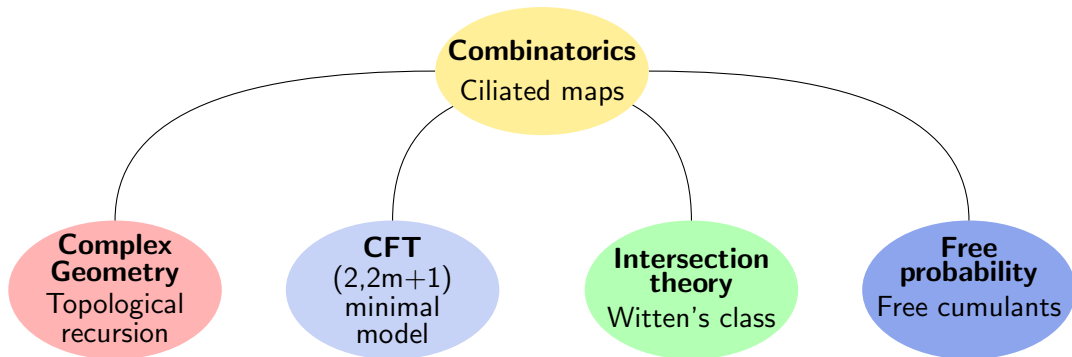 Combinatorics
Ciliated maps
Complex
Geometry
Topological
recursion
CFT
(2,2m+1)
minimal
model
Intersection
theory
Witten's class
Free
probability
Free cumulants